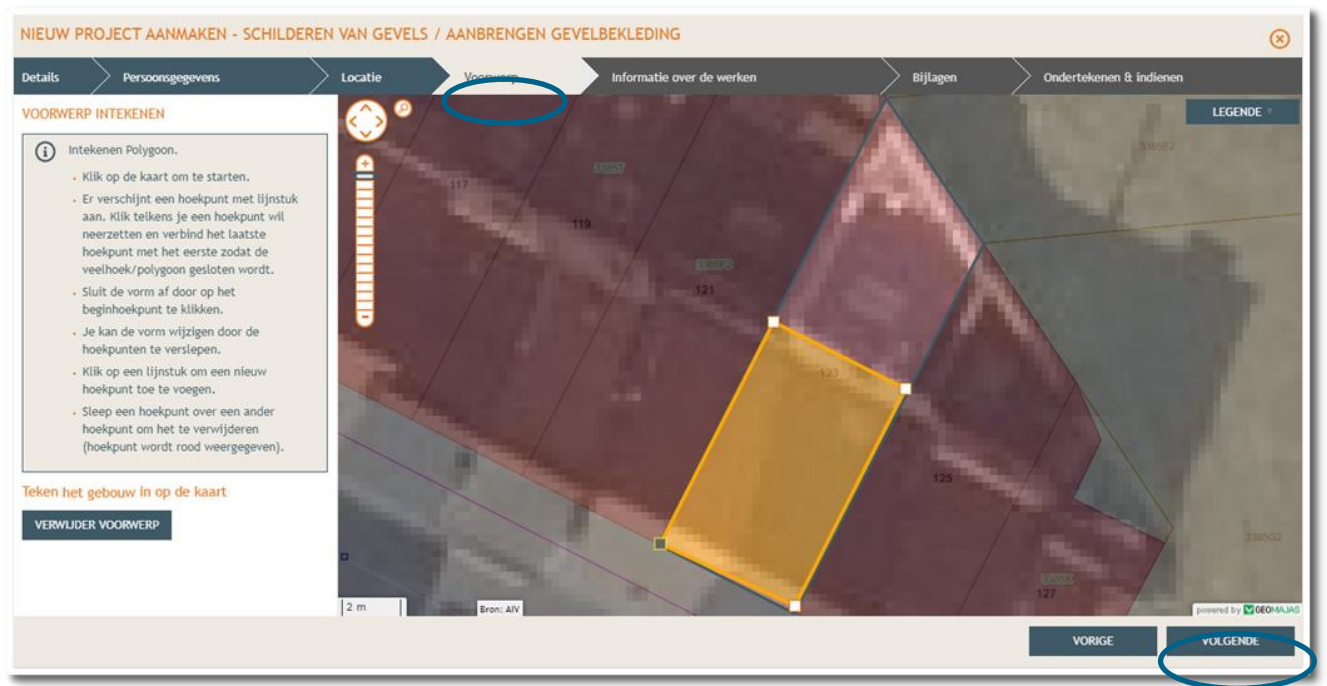 NIEUW PROJECT AANMAKEN - SCHILDEREN VAN GEVELS / AANBRENGEN GEVELBEKLEDING
Details Persoonsgegevens Locatie Voorwerp Informatie over de werken Bijlagen Ondertekenen & indienen
VOORWERP INTEKENEN
LEGENDE
Intekenen Polygoon.
• Klik op de kaart om te starten.
• Er verschijnt een hoekpunt met lijnstuk
aan. Klik telkens je een hoekpunt wil
neerzetten en verbind het laatste
hoekpunt met het eerste zodat de
veelhoek/polygoon gesloten wordt.
• Sluit de vorm af door op het
beginhoekpunt te klikken.
• Je kan de vorm wijzigen door de
hoekpunten te verslepen.
• Klik op een lijnstuk om een nieuw
hoekpunt toe te voegen.
• Sleep een hoekpunt over een ander
hoekpunt om het te verwijderen
(hoekpunt wordt rood weergegeven).
Teken het gebouw in op de kaart
VERWIJDER VOORWERP
117
119
121
123
125
127
2 m
Bron: AIV
powered by GEOMAJAS
VORIGE
VOLGENDE